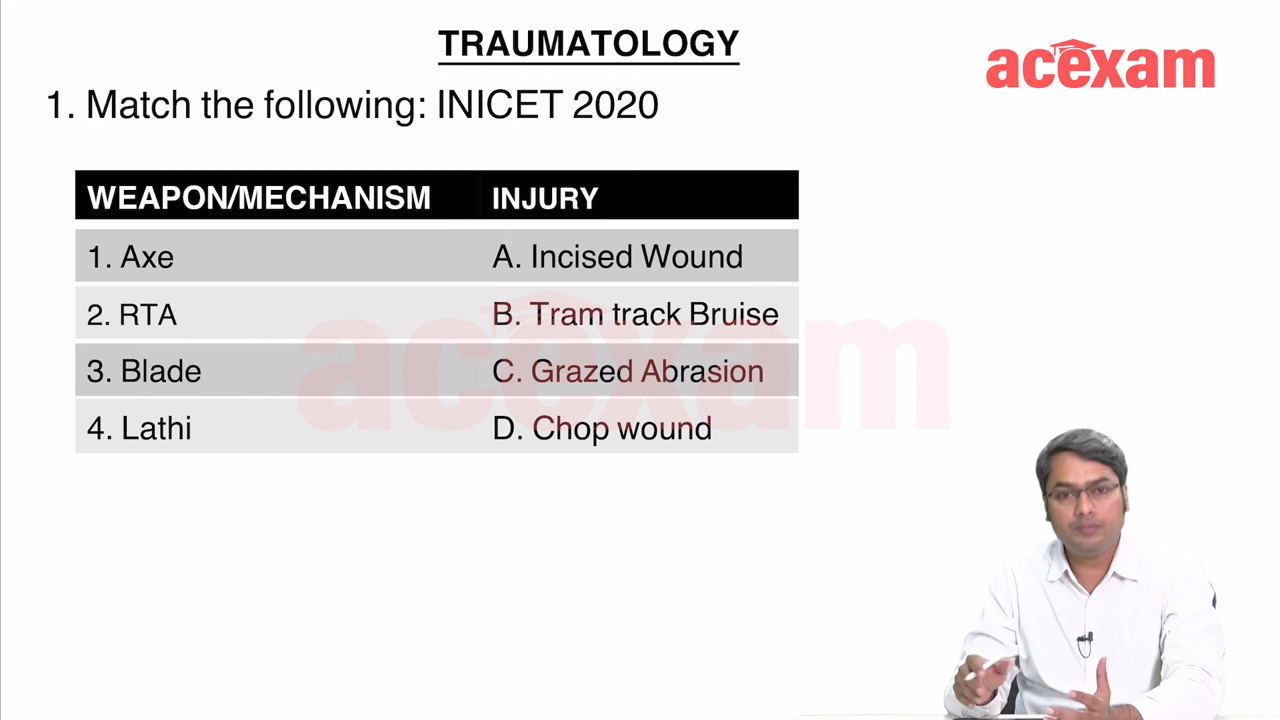 TRAUMATOLOGY
acexam
1. Match the following: INICET 2020
WEAPON/MECHANISM INJURY
1. Axe A. Incised Wound
2. RTA B. Tram track Bruise
3. Blade C. Grazed Abrasion
4. Lathi D. Chop wound
acexam